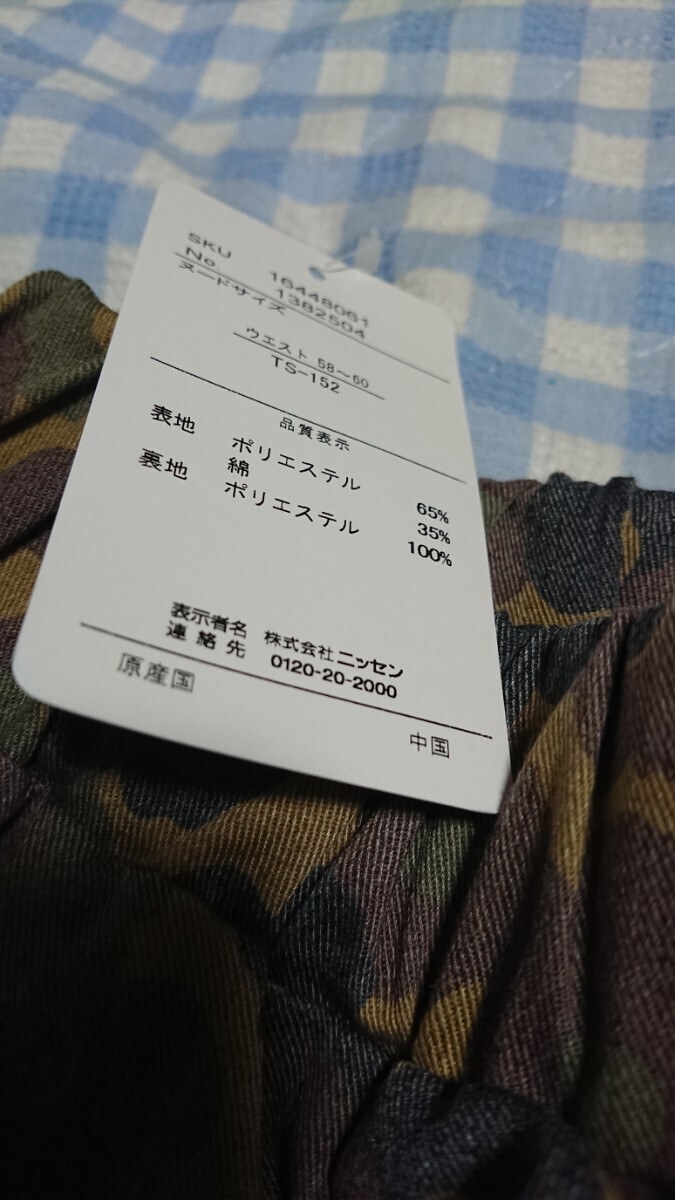 SKU 16448061
No. 1382504
ヌードサイズ
ウエスト 58～60
TS-152
品質表示
表地 ポリエステル 65%
綿 35%
裏地 ポリエステル 100%
表示者名 株式会社ニッセン
連絡先 0120-20-2000
原産国
中国